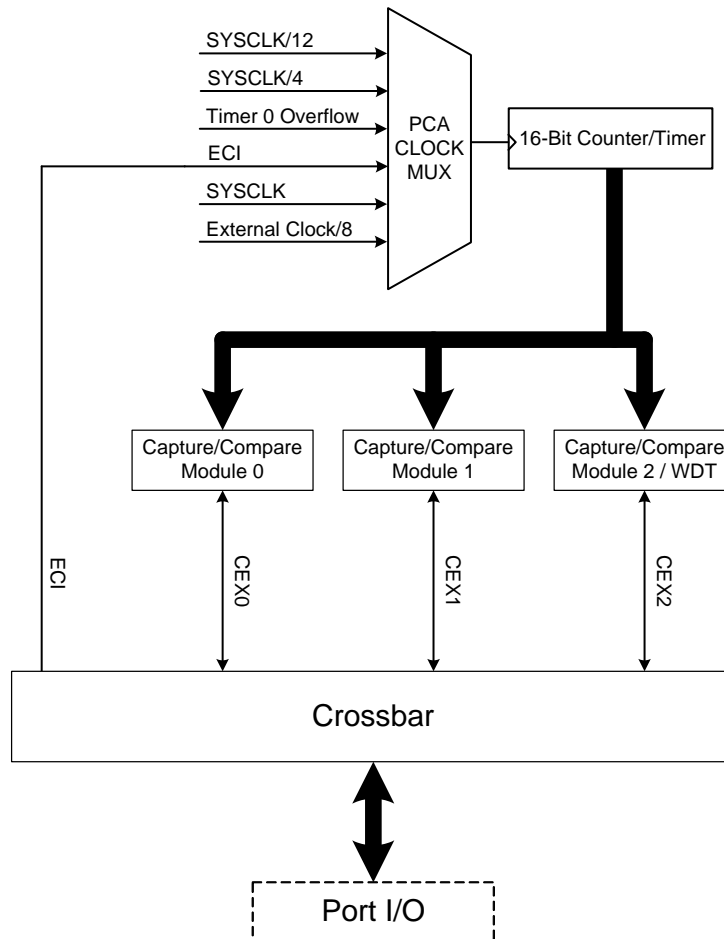 SYSCLK/12
SYSCLK/4
Timer 0 Overflow
ECI
SYSCLK
External Clock/8
PCA
CLOCK
MUX
16-Bit Counter/Timer
Capture/Compare
Module 0
Capture/Compare
Module 1
Capture/Compare
Module 2 / WDT
ECI
CEX0
CEX1
CEX2
Crossbar
Port I/O